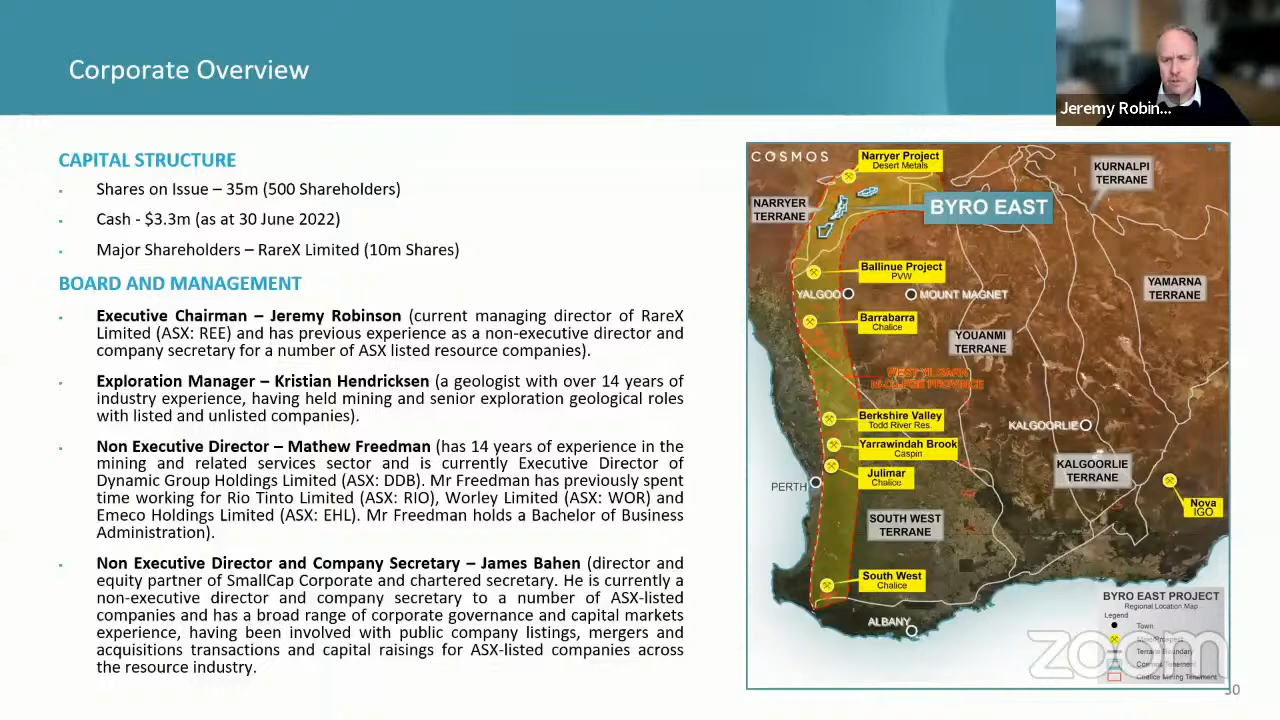 Corporate Overview
Jeremy Robin...
CAPITAL STRUCTURE
Shares on Issue – 35m (500 Shareholders)
Cash - $3.3m (as at 30 June 2022)
Major Shareholders – RareX Limited (10m Shares)
BOARD AND MANAGEMENT
Executive Chairman – Jeremy Robinson (current managing director of RareX
Limited (ASX: REE) and has previous experience as a non-executive director and
company secretary for a number of ASX listed resource companies).
Exploration Manager – Kristian Hendricksen (a geologist with over 14 years of
industry experience, having held mining and senior exploration geological roles
with listed and unlisted companies).
Non Executive Director – Mathew Freedman (has 14 years of experience in the
mining and related services sector and is currently Executive Director of
Dynamic Group Holdings Limited (ASX: DDB). Mr Freedman has previously spent
time working for Rio Tinto Limited (ASX: RIO), Worley Limited (ASX: WOR) and
Emeco Holdings Limited (ASX: EHL). Mr Freedman holds a Bachelor of Business
Administration).
Non Executive Director and Company Secretary – James Bahen (director and
equity partner of SmallCap Corporate and chartered secretary. He is currently a
non-executive director and company secretary to a number of ASX-listed
companies and has a broad range of corporate governance and capital markets
experience, having been involved with public company listings, mergers and
acquisitions transactions and capital raisings for ASX-listed companies across
the resource industry.
COSMOS
Narryer Project
Desert Metals
KURNALPI
TERRANE
NARRYER
TERRANE
BYRO EAST
Ballinue Project
PVW
YALGOO
MOUNT MAGNET
YAMARNA
TERRANE
Barrabarra
Chalice
YOUANMI
TERRANE
WEST YILGARN
PROVINCE
Berkshire Valley
Todd River Res.
KALGOORLIE
Yarrawindah Brook
Caspin
Julimar
Chalice
KALGOORLIE
TERRANE
PERTH
Nova
IGO
SOUTH WEST
TERRANE
South West
Chalice
ALBANY
BYRO EAST PROJECT
Regional Location Map
Legend
Town
Terrane Boundary
Cosmos Tenement
Chalice Mining Tenement
zoom
30